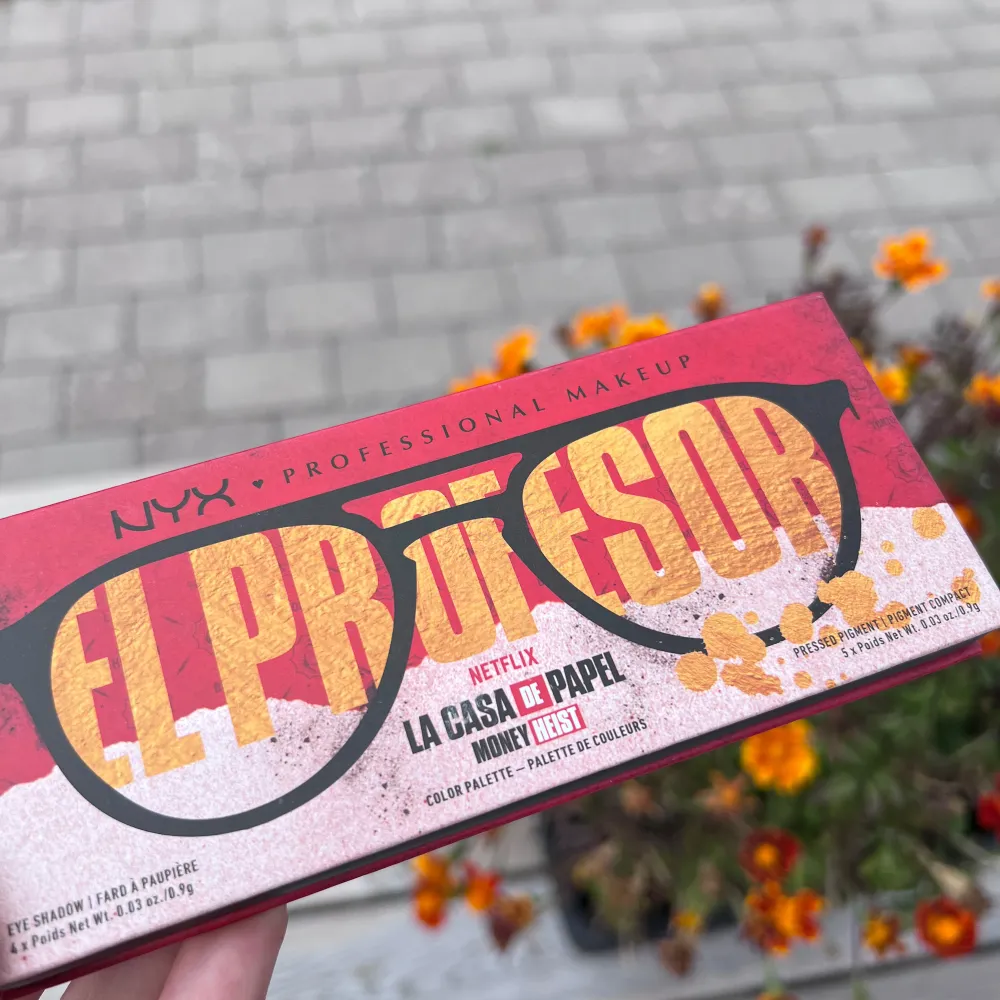 NYX ♥ PROFESSIONAL MAKEUP
EL PROFESOR
NETFLIX
LA CASA DE PAPEL
MONEY HEIST
COLOR PALETTE – PALETTE DE COULEURS
PRESSED PIGMENT | PIGMENT COMPACT
5 x Poids Net Wt. 0.03 oz./0.9g
EYE SHADOW | FARD À PAUPIÈRE
4 x Poids Net Wt. 0.03 oz./0.9g